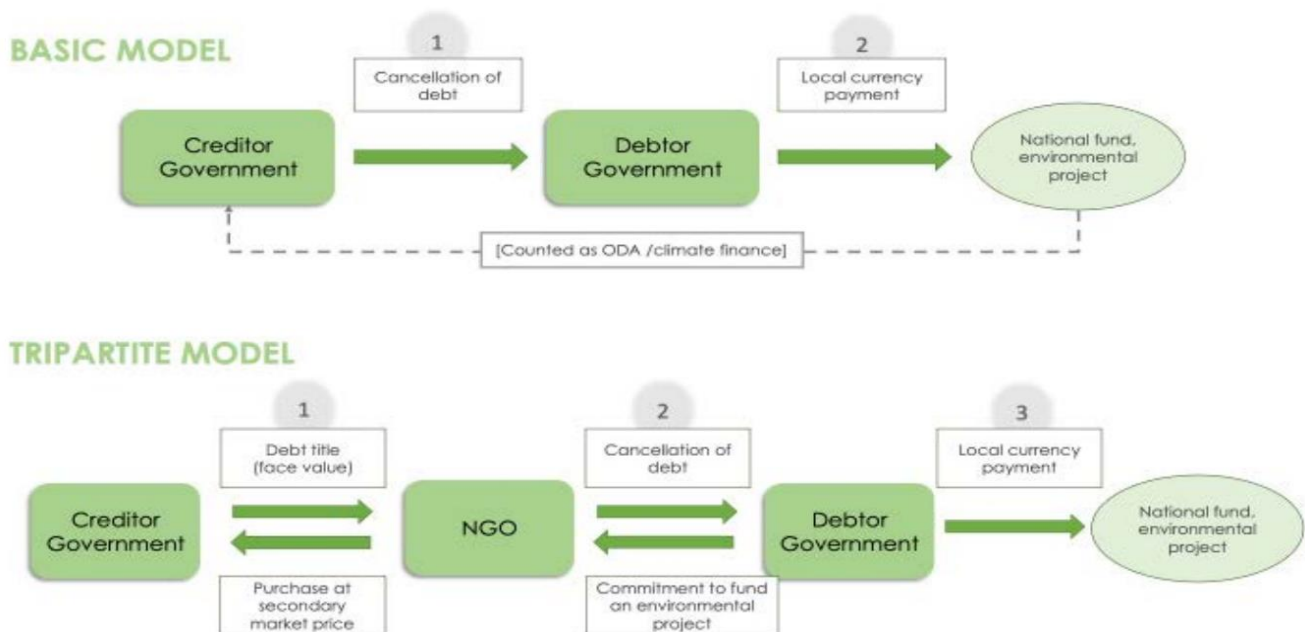 BASIC MODEL
1
Cancellation of
debt
2
Local currency
payment
Creditor
Government
Debtor
Government
National fund,
environmental
project
[Counted as ODA /climate finance]
TRIPARTITE MODEL
1
Debt title
(face value)
2
Cancellation of
debt
3
Local currency
payment
Creditor
Government
NGO
Debtor
Government
National fund,
environmental
project
Purchase at
secondary
market price
Commitment to fund
an environmental
project